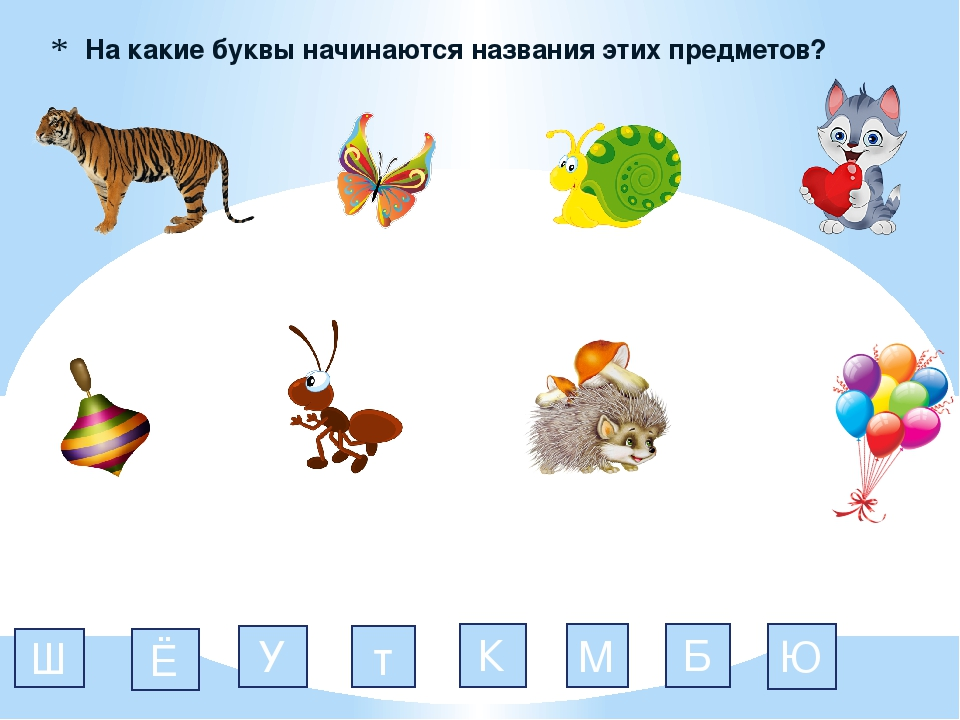 * На какие буквы начинаются названия этих предметов?
Ш Ё У т К М Б Ю